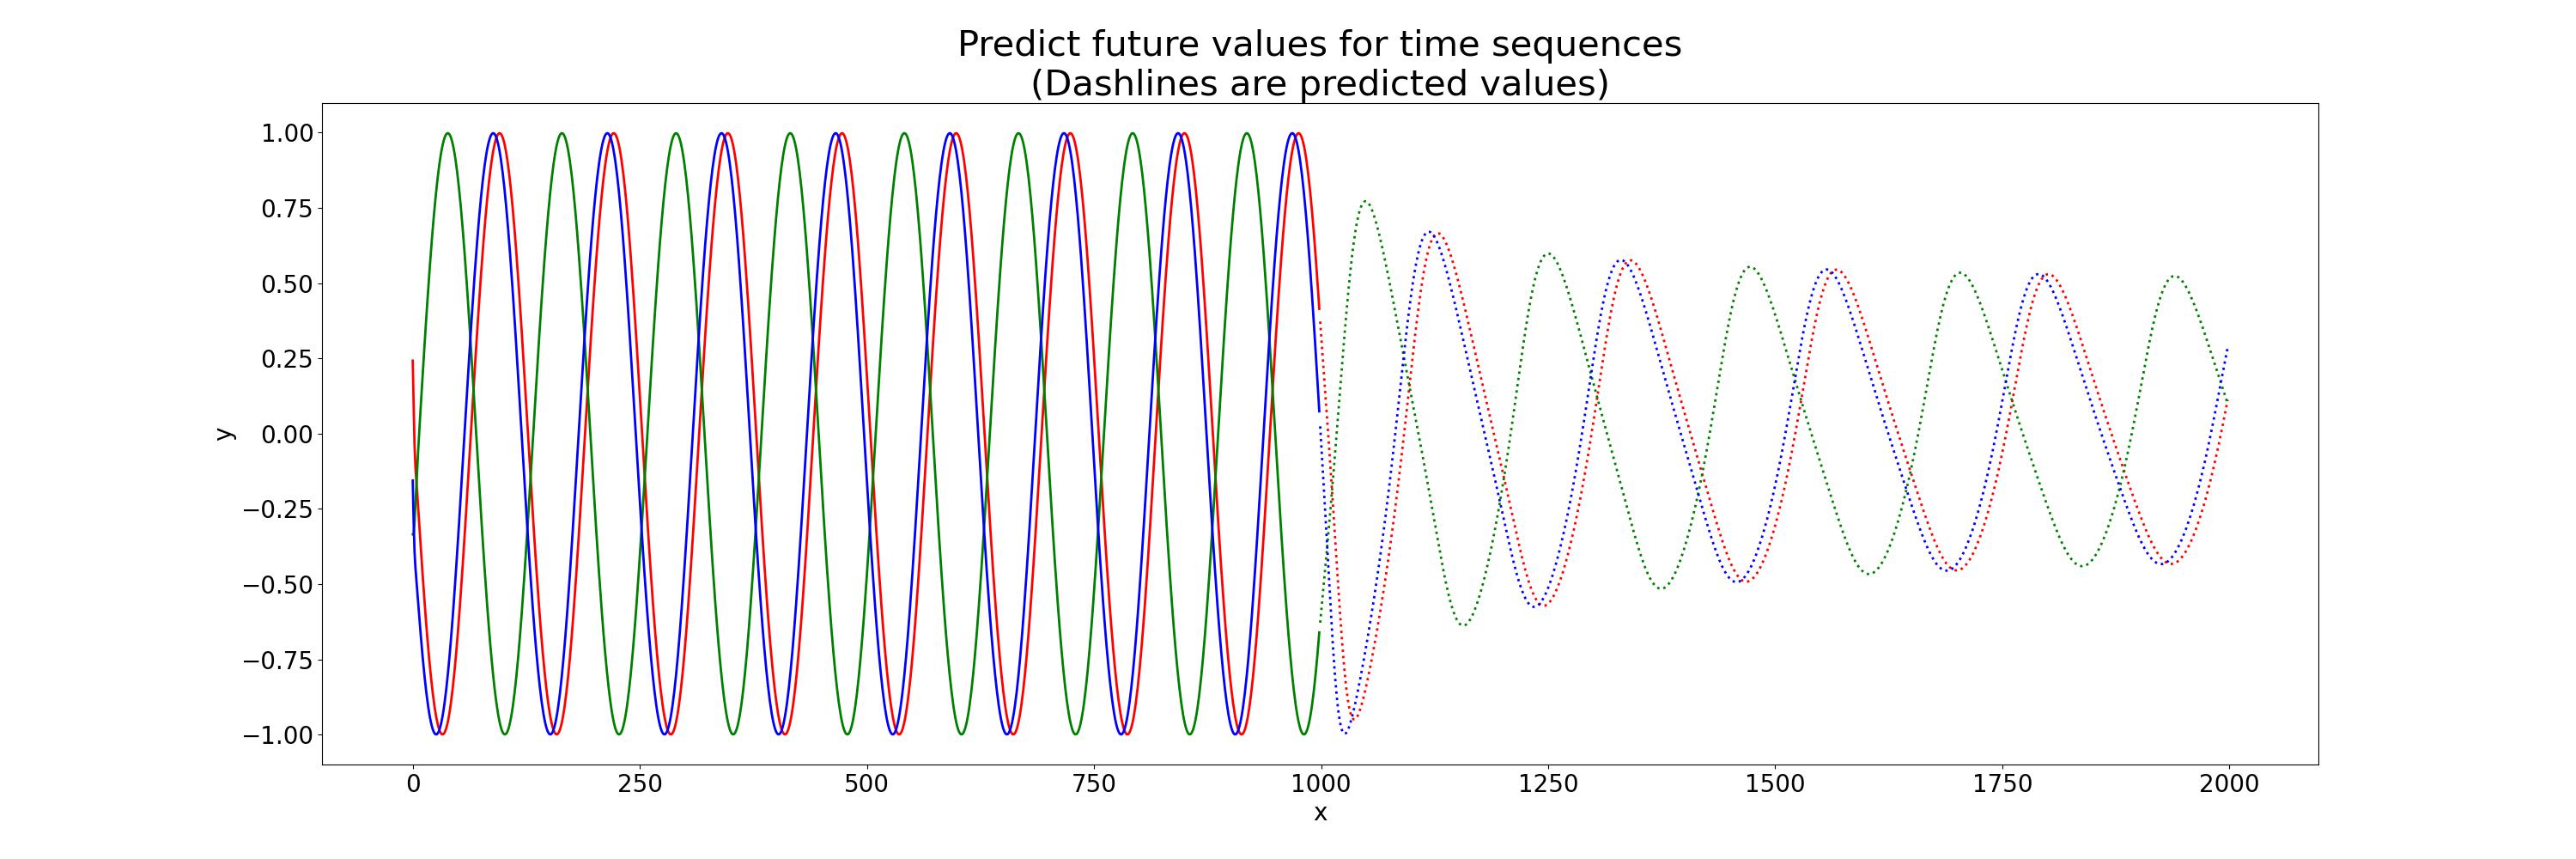 Predict future values for time sequences
(Dashlines are predicted values)
1.00
0.75
0.50
0.25
0.00
−0.25
−0.50
−0.75
−1.00
y
0 250 500 750 1000 1250 1500 1750 2000
x